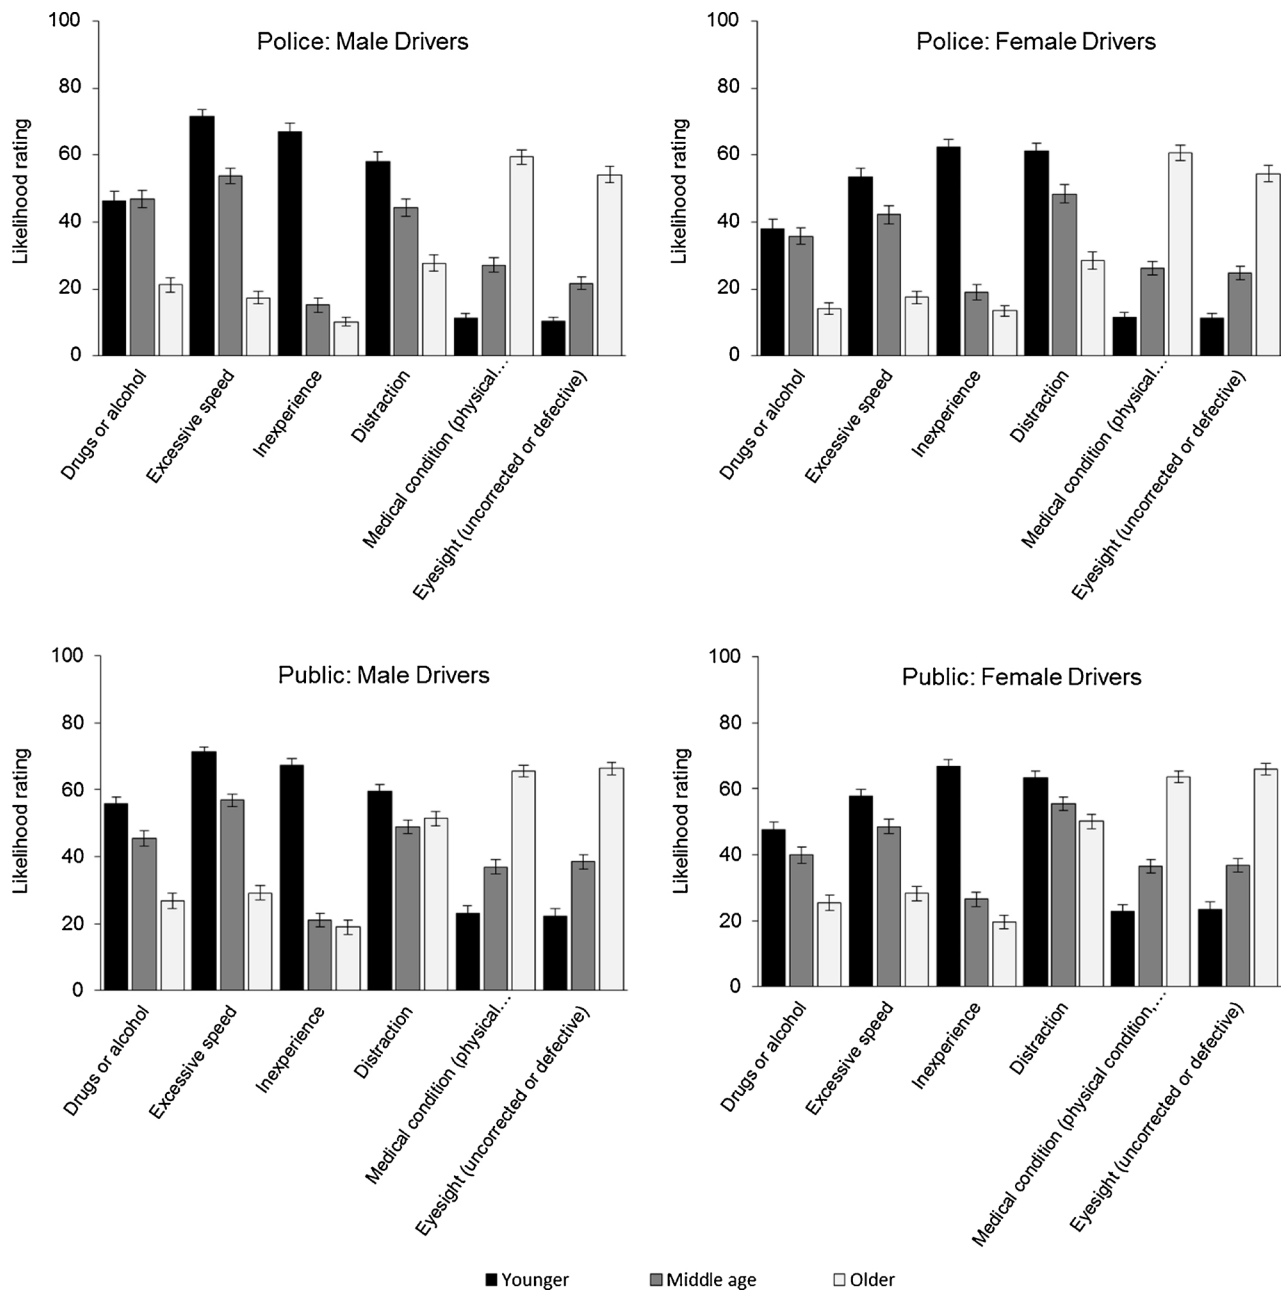 Police: Male Drivers
Likelihood rating
100
80
60
40
20
0
Drugs or alcohol
Excessive speed
Inexperience
Distraction
Medical condition (physical...
Eyesight (uncorrected or defective)
Police: Female Drivers
Likelihood rating
100
80
60
40
20
0
Drugs or alcohol
Excessive speed
Inexperience
Distraction
Medical condition (physical...
Eyesight (uncorrected or defective)
Public: Male Drivers
Likelihood rating
100
80
60
40
20
0
Drugs or alcohol
Excessive speed
Inexperience
Distraction
Medical condition (physical...
Eyesight (uncorrected or defective)
Public: Female Drivers
Likelihood rating
100
80
60
40
20
0
Drugs or alcohol
Excessive speed
Inexperience
Distraction
Medical condition (physical condition,...
Eyesight (uncorrected or defective)
Younger
Middle age
Older